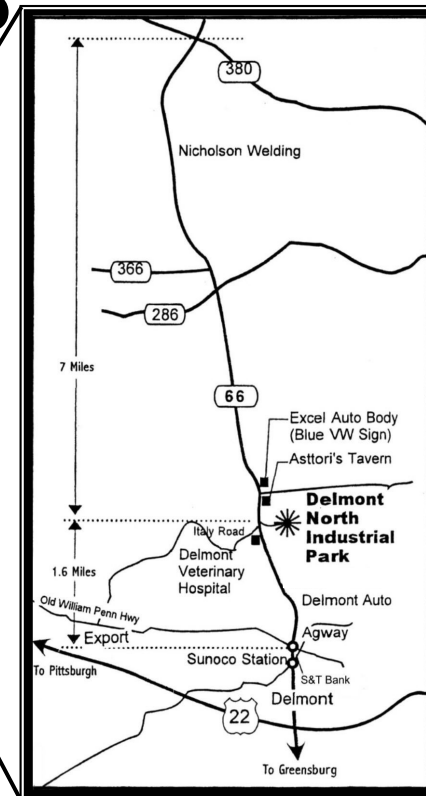 380
Nicholson Welding
366
286
7 Miles
66
Excel Auto Body
(Blue VW Sign)
Asttori's Tavern
Delmont
North
Industrial
Park
Italy Road
Delmont
Veterinary
Hospital
1.6 Miles
Delmont Auto
Old William Penn Hwy
Export
Agway
Sunoco Station
To Pittsburgh
S&T Bank
Delmont
22
To Greensburg